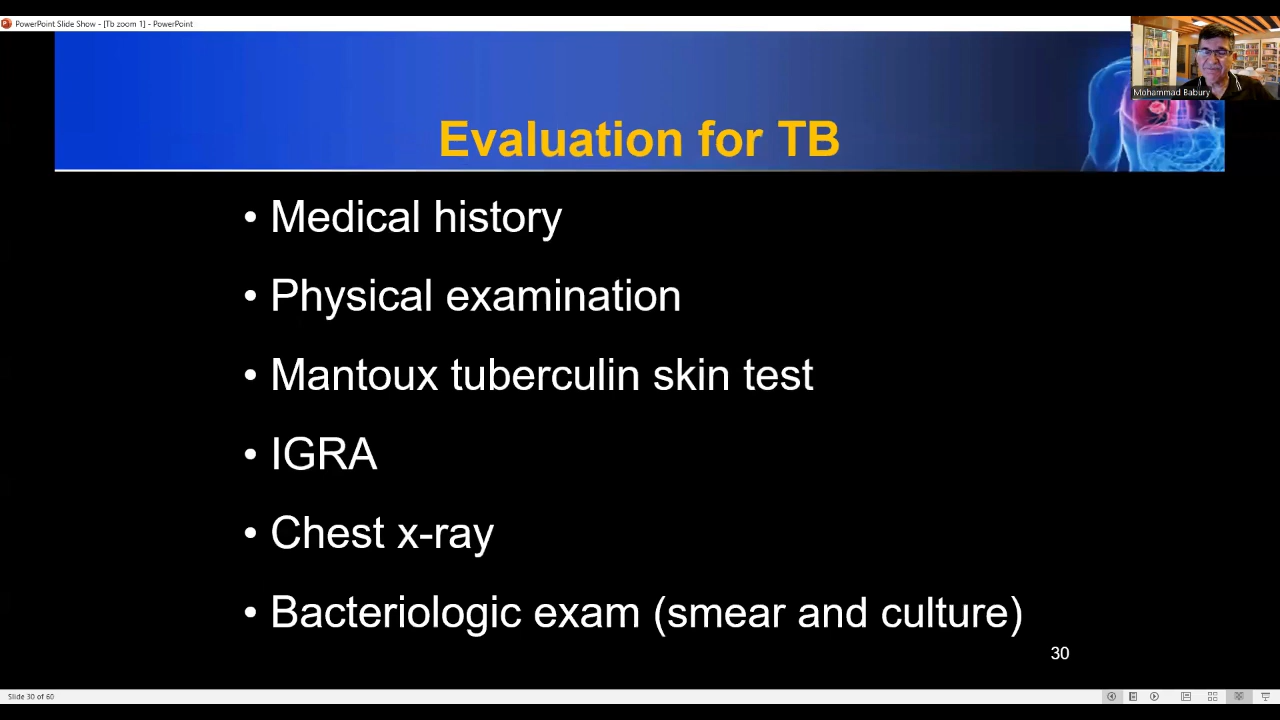 PowerPoint Slide Show - [Tb zoom 1] - PowerPoint
Mohammad Babury
Evaluation for TB
• Medical history
• Physical examination
• Mantoux tuberculin skin test
• IGRA
• Chest x-ray
• Bacteriologic exam (smear and culture)
30
Slide 30 of 60